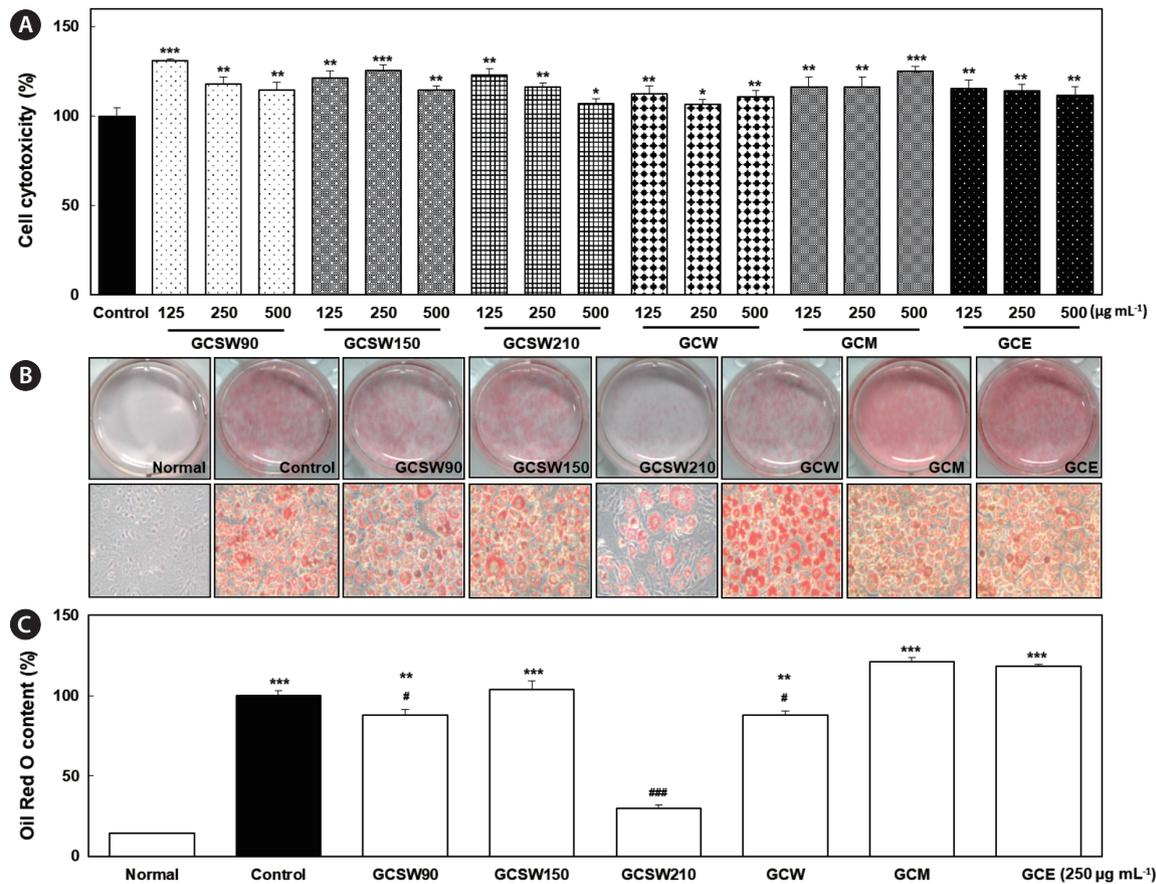 A
Cell cytotoxicity (%)
150
100
50
0
*** ** ** ** *** ** ** ** * ** * ** ** ** *** ** ** **
Control 125 250 500 125 250 500 125 250 500 125 250 500 125 250 500 125 250 500 (µg mL-1)
GCSW90 GCSW150 GCSW210 GCW GCM GCE
B
Normal Control GCSW90 GCSW150 GCSW210 GCW GCM GCE
C
Oil Red O content (%)
150
100
50
0
*** ** *** ** *** ***
# ### #
Normal Control GCSW90 GCSW150 GCSW210 GCW GCM GCE (250 µg mL-1)